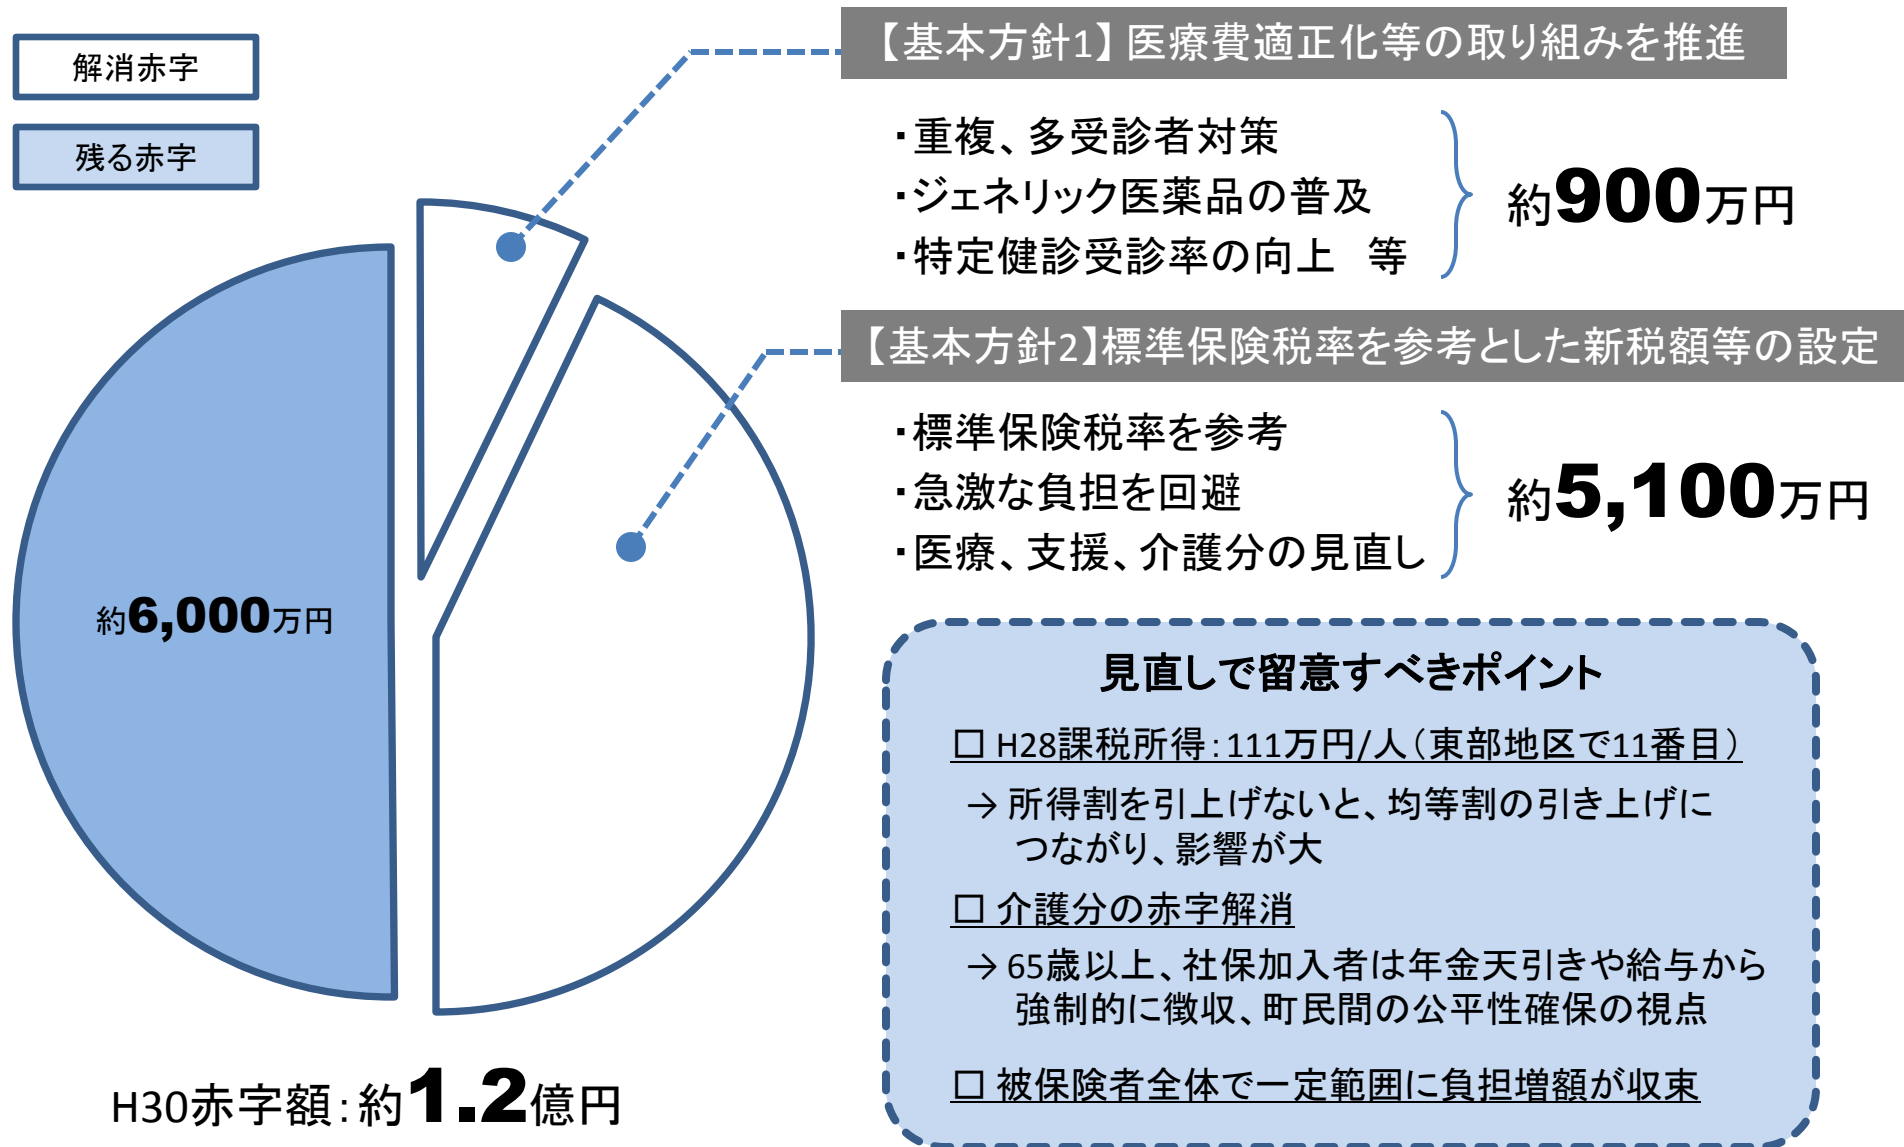 解消赤字
残る赤字
約6,000万円
H30赤字額：約1.2億円
【基本方針1】医療費適正化等の取り組みを推進
・重複、多受診者対策
・ジェネリック医薬品の普及
・特定健診受診率の向上　等
約900万円
【基本方針2】標準保険税率を参考とした新税額等の設定
・標準保険税率を参考
・急激な負担を回避
・医療、支援、介護分の見直し
約5,100万円
見直しで留意すべきポイント
□ H28課税所得：111万円/人（東部地区で11番目）
→ 所得割を引上げないと、均等割の引き上げに
つながり、影響が大
□ 介護分の赤字解消
→ 65歳以上、社保加入者は年金天引きや給与から
強制的に徴収、町民間の公平性確保の視点
□ 被保険者全体で一定範囲に負担増額が収束